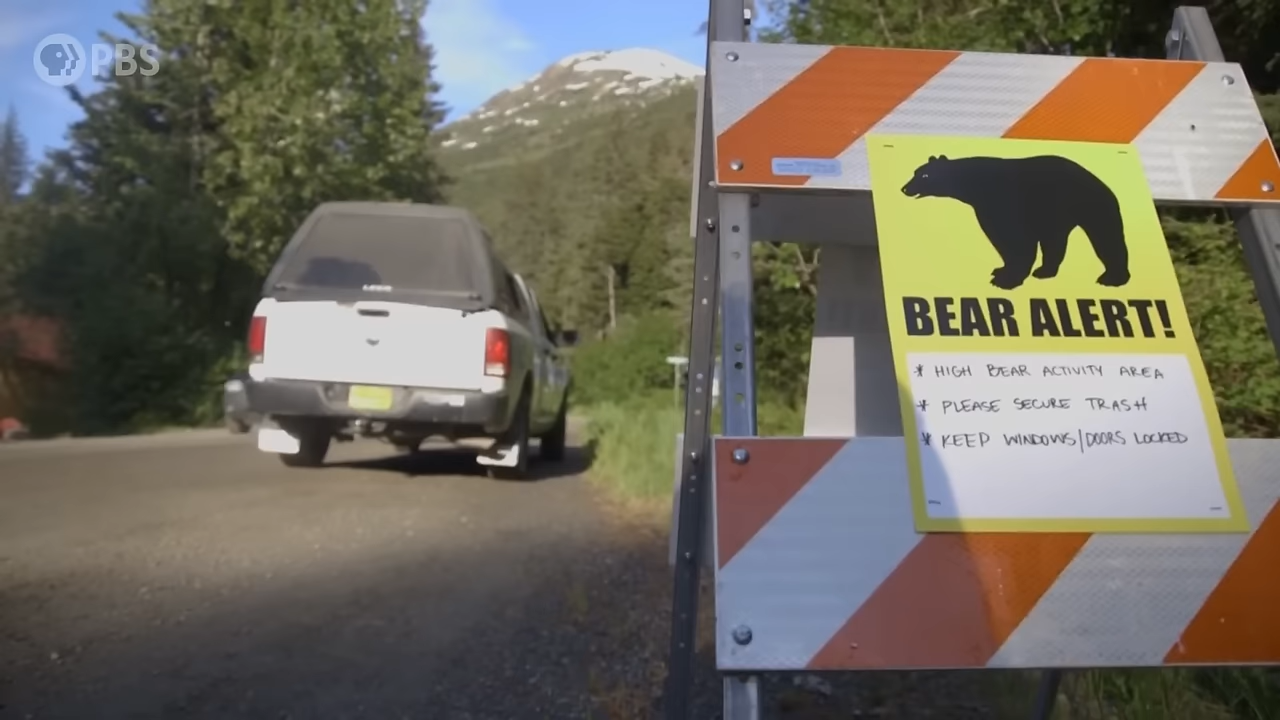 PBS
BEAR ALERT!
* HIGH BEAR ACTIVITY AREA
* PLEASE SECURE TRASH
* KEEP WINDOWS/DOORS LOCKED